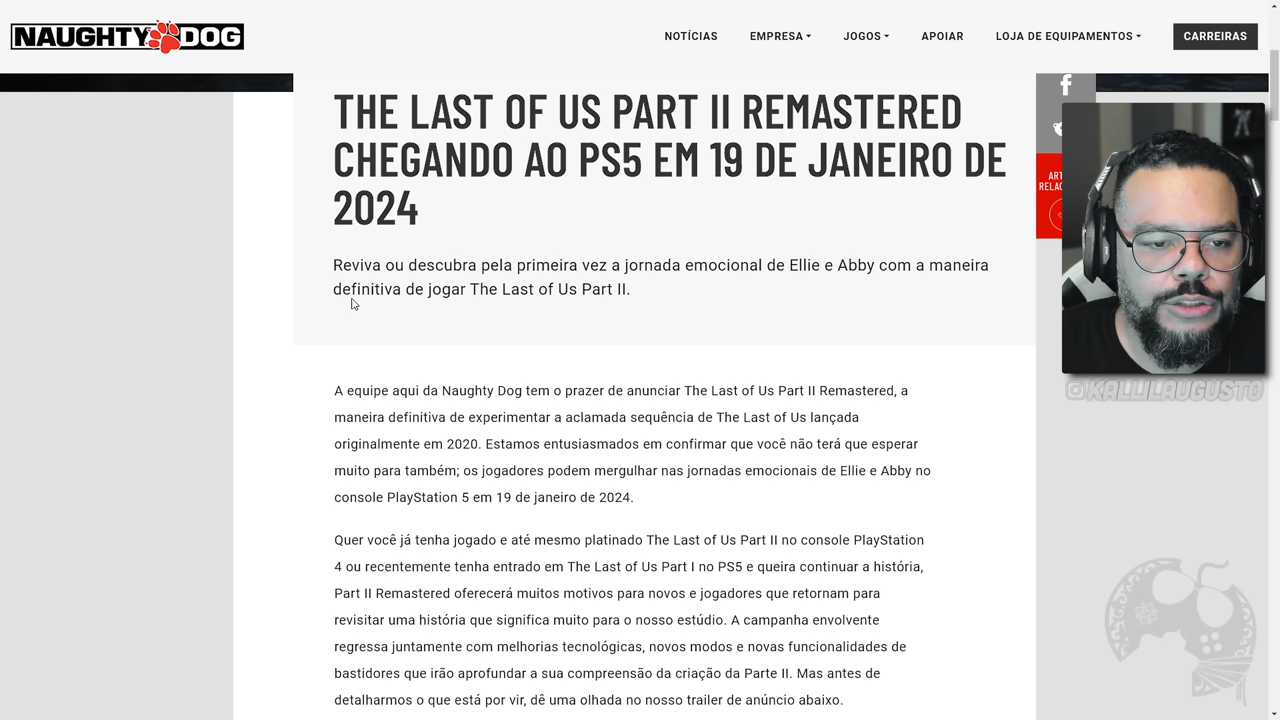 NAUGHTY DOG
NOTÍCIAS
EMPRESA
JOGOS
APOIAR
LOJA DE EQUIPAMENTOS
CARREIRAS
THE LAST OF US PART II REMASTERED
CHEGANDO AO PS5 EM 19 DE JANEIRO DE
2024
Reviva ou descubra pela primeira vez a jornada emocional de Ellie e Abby com a maneira
definitiva de jogar The Last of Us Part II.
A equipe aqui da Naughty Dog tem o prazer de anunciar The Last of Us Part II Remastered, a
maneira definitiva de experimentar a aclamada sequência de The Last of Us lançada
originalmente em 2020. Estamos entusiasmados em confirmar que você não terá que esperar
muito para também; os jogadores podem mergulhar nas jornadas emocionais de Ellie e Abby no
console PlayStation 5 em 19 de janeiro de 2024.
Quer você já tenha jogado e até mesmo platinado The Last of Us Part II no console PlayStation
4 ou recentemente tenha entrado em The Last of Us Part I no PS5 e queira continuar a história,
Part II Remastered oferecerá muitos motivos para novos e jogadores que retornam para
revisitar uma história que significa muito para o nosso estúdio. A campanha envolvente
regressa juntamente com melhorias tecnológicas, novos modos e novas funcionalidades de
bastidores que irão aprofundar a sua compreensão da criação da Parte II. Mas antes de
detalharmos o que está por vir, dê uma olhada no nosso trailer de anúncio abaixo.
@KALLILAUGUSTO